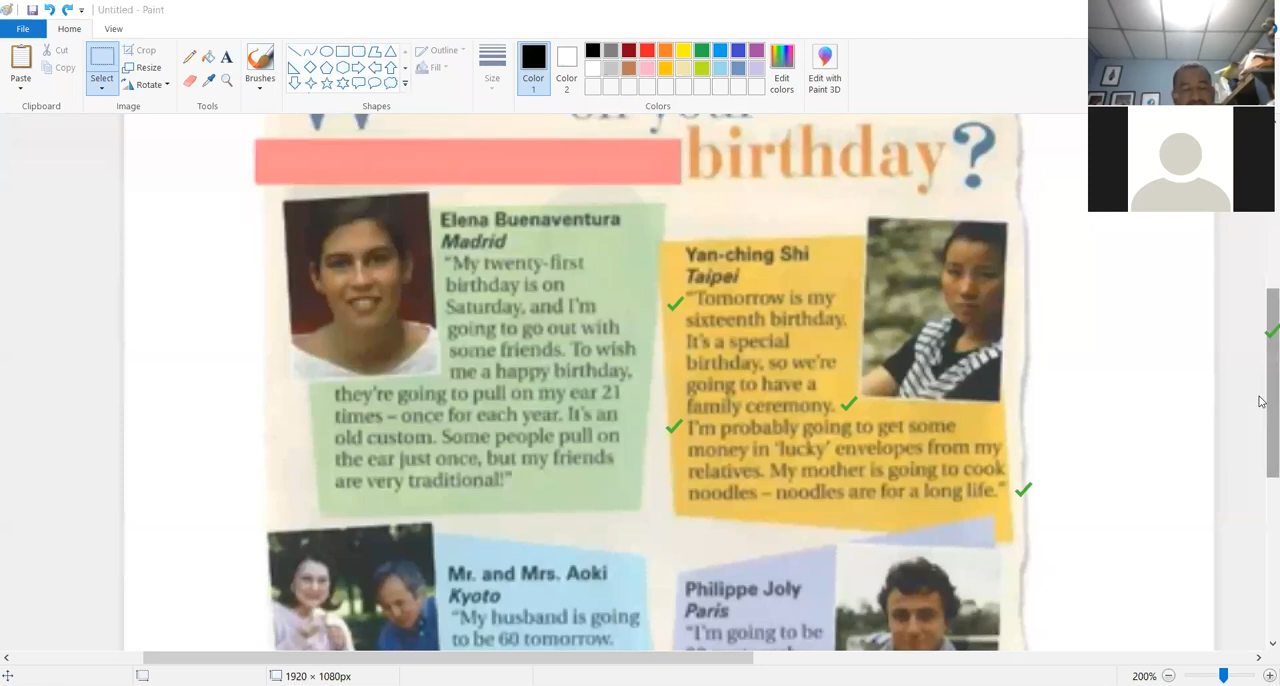 Untitled - Paint
File
Home
View
Paste
Cut
Copy
Clipboard
Select
Crop
Resize
Rotate
Image
Tools
Brushes
Shapes
Outline
Fill
Size
Color
1
Color
2
Colors
Edit
colors
Edit with
Paint 3D
on your
birthday?
Elena Buenaventura
Madrid
"My twenty-first
birthday is on
Saturday, and I'm
going to go out with
some friends. To wish
me a happy birthday,
they're going to pull on my ear 21
times – once for each year. It's an
old custom. Some people pull on
the ear just once, but my friends
are very traditional!"
Yan-ching Shi
Taipei
"Tomorrow is my
sixteenth birthday.
It's a special
birthday, so we're
going to have a
family ceremony.
I'm probably going to get some
money in 'lucky' envelopes from my
relatives. My mother is going to cook
noodles – noodles are for a long life."
Mr. and Mrs. Aoki
Kyoto
"My husband is going
to be 60 tomorrow.
Philippe Joly
Paris
"I'm going to be
1920 × 1080px
200%